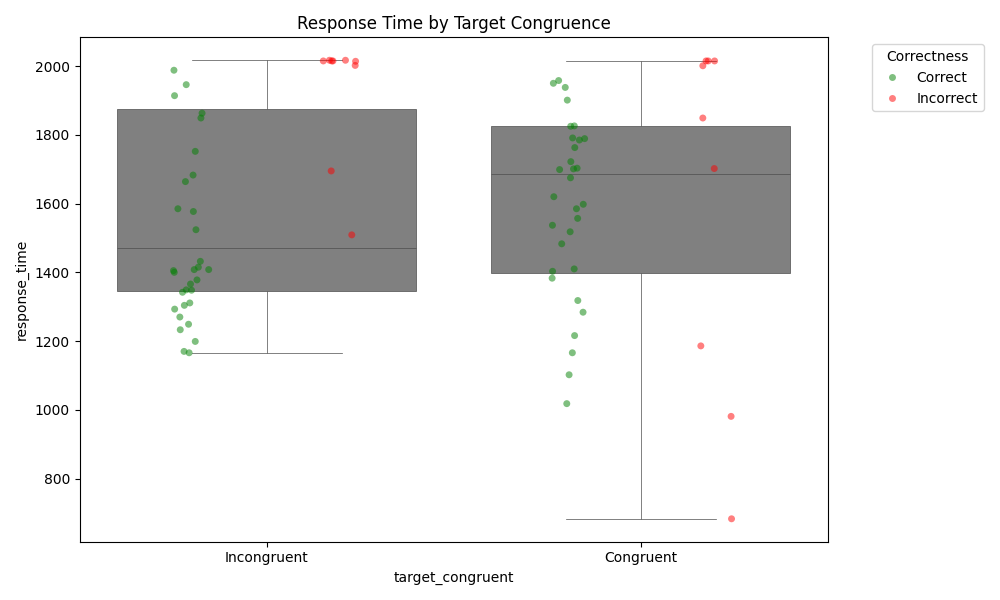 Response Time by Target Congruence
Correctness
Correct
Incorrect
response_time
2000
1800
1600
1400
1200
1000
800
Incongruent
Congruent
target_congruent